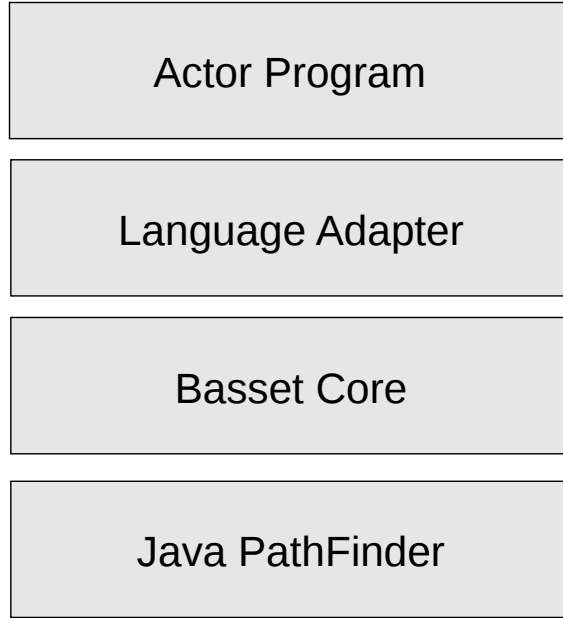 Actor Program
Language Adapter
Basset Core
Java PathFinder